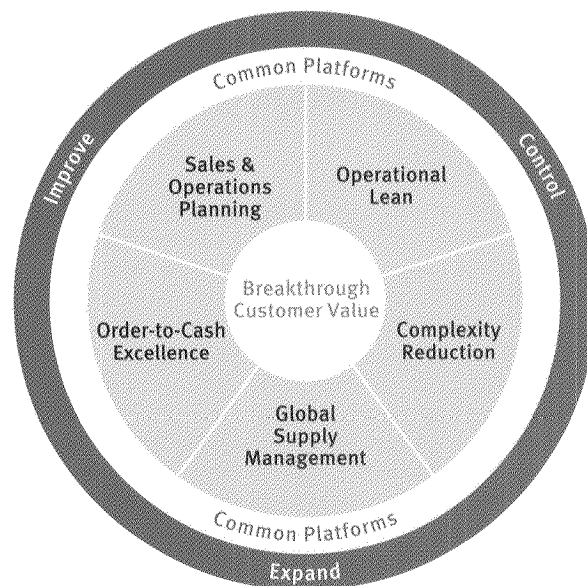 Common Platforms
Improve
Control
Sales &
Operations
Planning
Operational
Lean
Breakthrough
Customer Value
Order-to-Cash
Excellence
Complexity
Reduction
Global
Supply
Management
Common Platforms
Expand